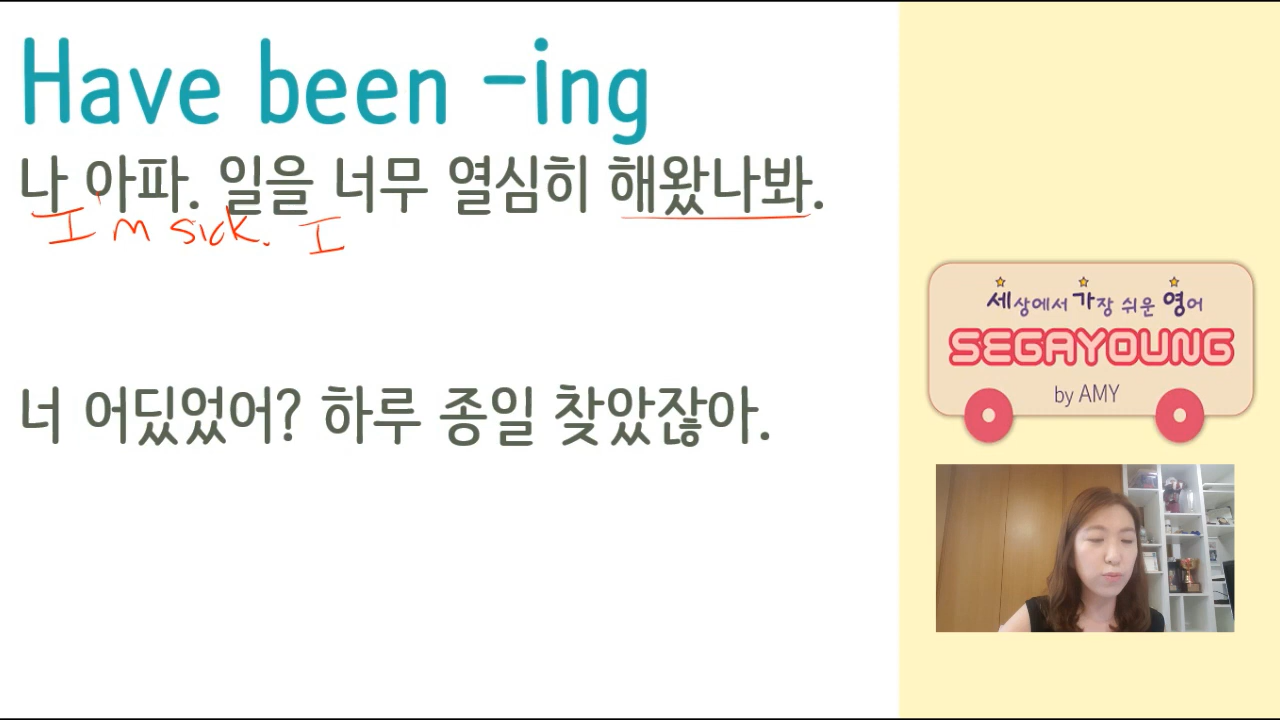 Have been -ing
나 아파. 일을 너무 열심히 해왔나봐.
I'm sick. I
너 어딨었어? 하루 종일 찾았잖아.
세상에서 가장 쉬운 영어
SEGAYOUNG
by AMY